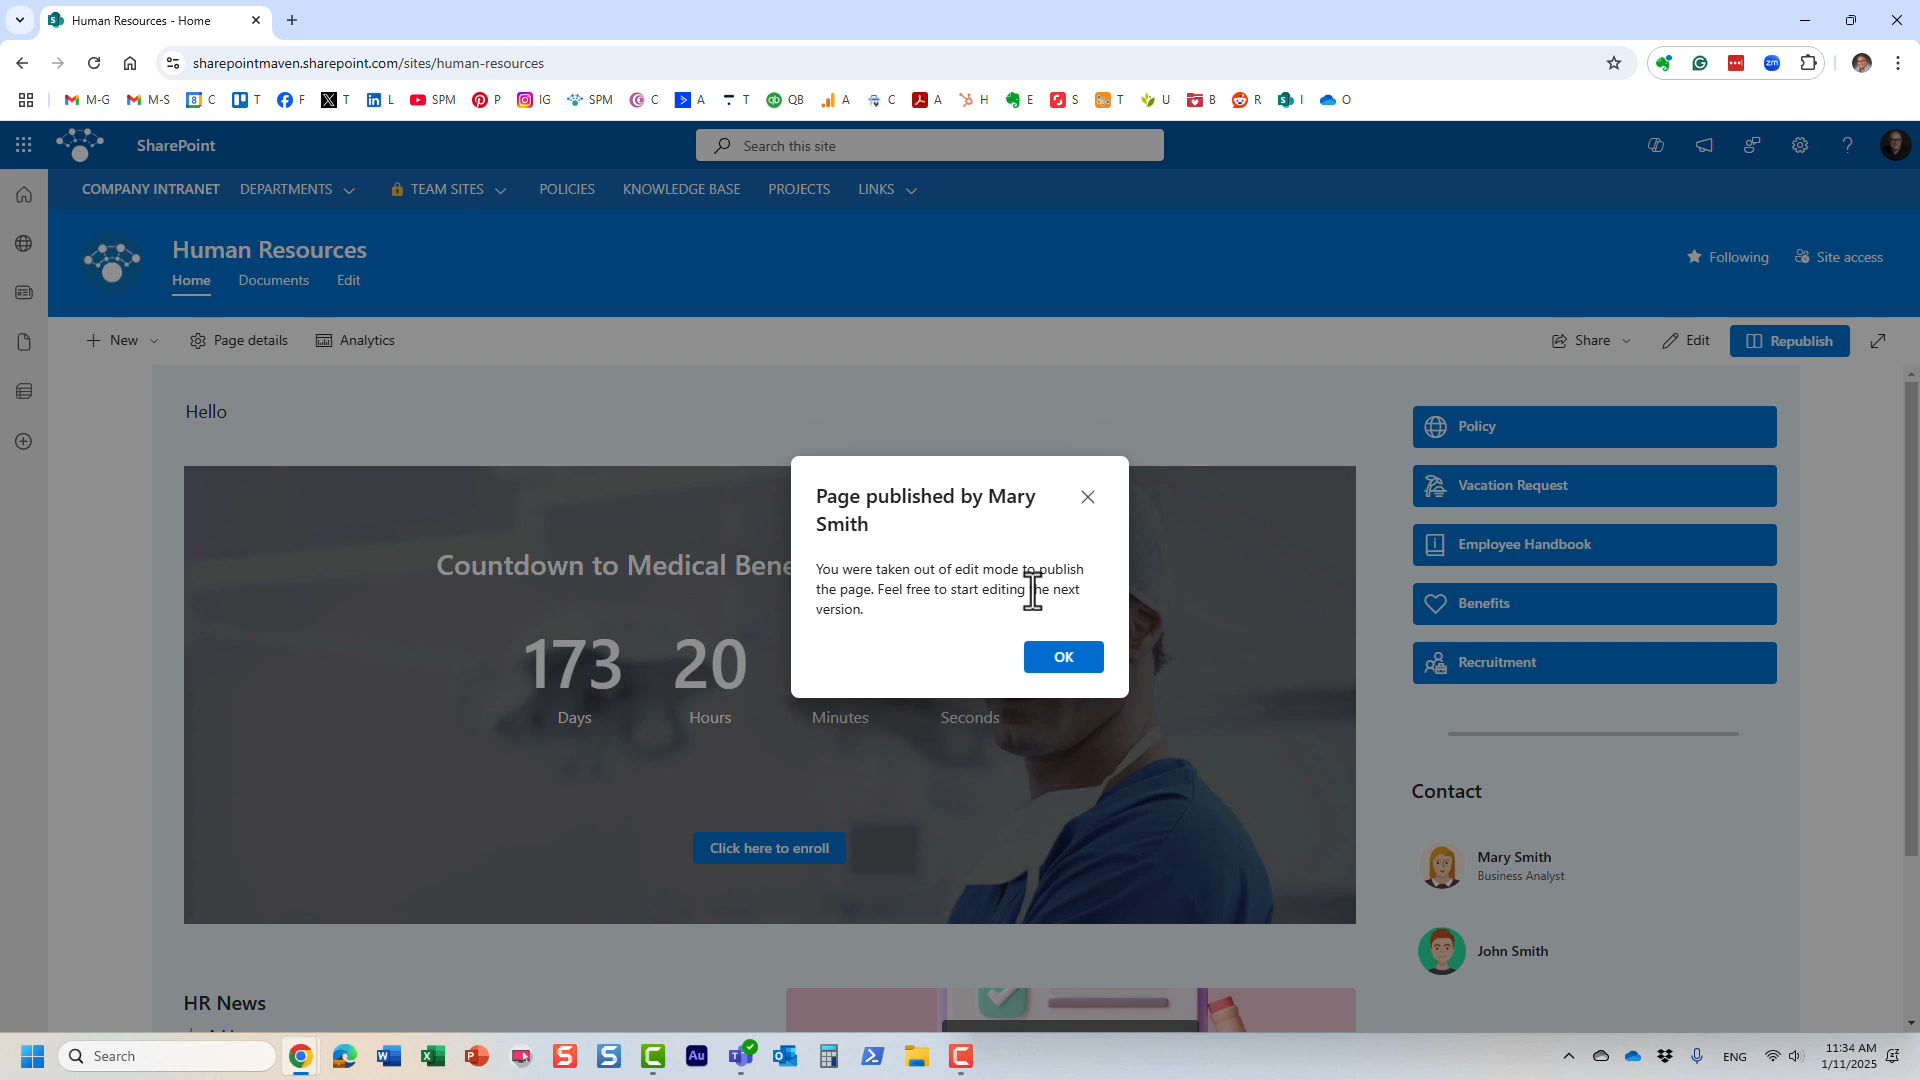 Human Resources - Home
sharepointmaven.sharepoint.com/sites/human-resources
M-G M-S C T F T L SPM P IG SPM C A T QB A C A H E S T U B R I O
SharePoint
Search this site
COMPANY INTRANET DEPARTMENTS TEAM SITES POLICIES KNOWLEDGE BASE PROJECTS LINKS
Human Resources
Home Documents Edit
Following Site access
New Page details Analytics
Share Edit Republish
Hello
Policy
Vacation Request
Employee Handbook
Benefits
Recruitment
Countdown to Medical Bene
173 20
Days Hours Minutes Seconds
Click here to enroll
Page published by Mary
Smith
You were taken out of edit mode to publish
the page. Feel free to start editing the next
version.
OK
Contact
Mary Smith
Business Analyst
John Smith
HR News
Search
ENG
11:34 AM
1/11/2025